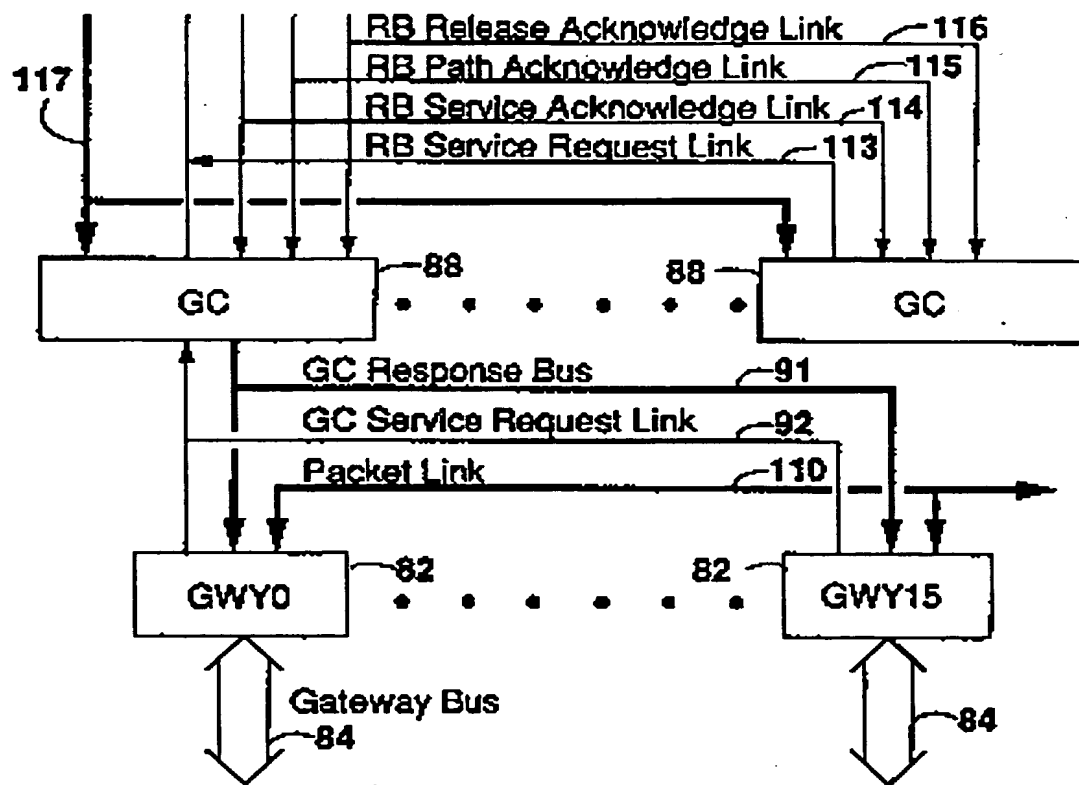 RB Release Acknowledge Link 116
117 RB Path Acknowledge Link 115
RB Service Acknowledge Link 114
RB Service Request Link 113
88 88
GC GC
GC Response Bus 91
GC Service Request Link 92
Packet Link 110
82 82
GWY0 GWY15
Gateway Bus
84 84